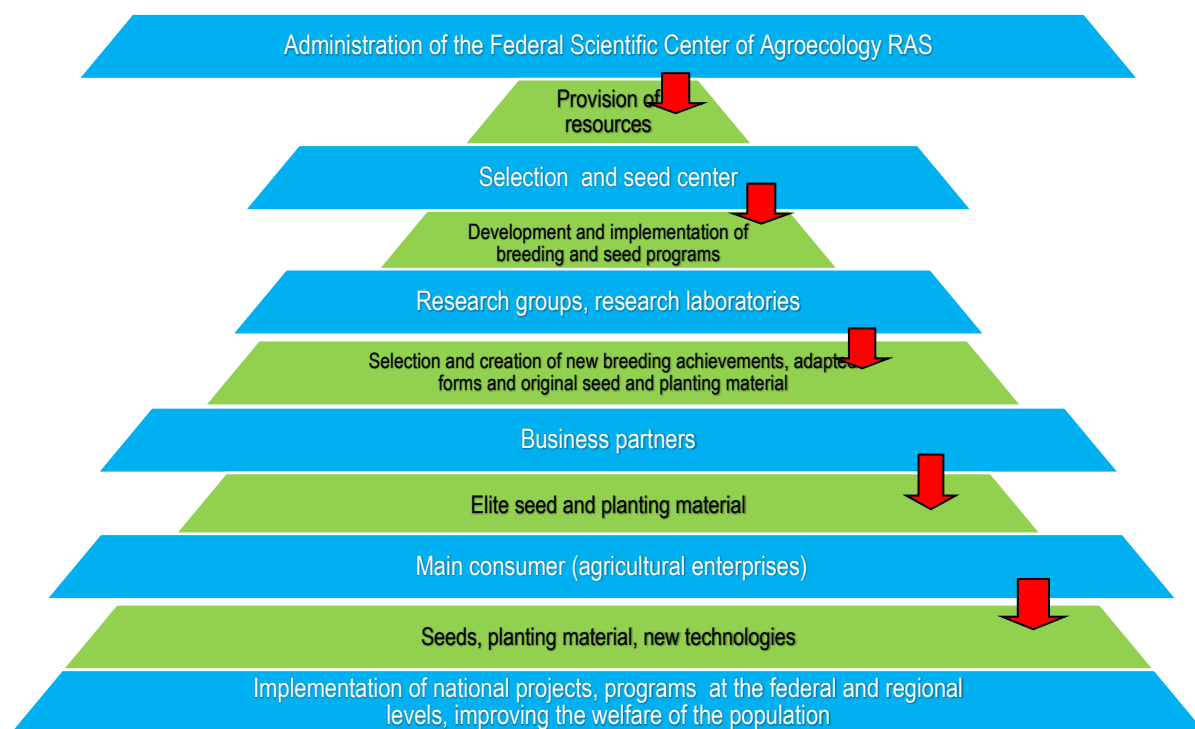 Administration of the Federal Scientific Center of Agroecology RAS
Provision of
resources
Selection and seed center
Development and implementation of
breeding and seed programs
Research groups, research laboratories
Selection and creation of new breeding achievements, adapted
forms and original seed and planting material
Business partners
Elite seed and planting material
Main consumer (agricultural enterprises)
Seeds, planting material, new technologies
Implementation of national projects, programs at the federal and regional
levels, improving the welfare of the population